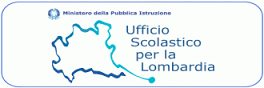 Ministero della Pubblica Istruzione
Ufficio
Scolastico
per la
Lombardia